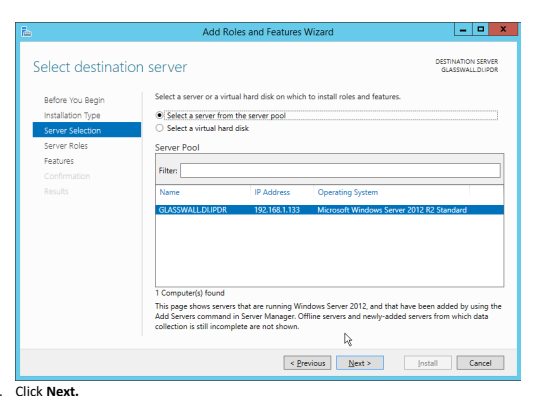 Add Roles and Features Wizard
Select destination server
DESTINATION SERVER
GLASSWALL.DI.IPDR
Before You Begin
Installation Type
Server Selection
Server Roles
Features
Confirmation
Results
Select a server or a virtual hard disk on which to install roles and features.
Select a server from the server pool
Select a virtual hard disk
Server Pool
Filter:
Name IP Address Operating System
GLASSWALL.DI.IPDR 192.168.1.133 Microsoft Windows Server 2012 R2 Standard
1 Computer(s) found
This page shows servers that are running Windows Server 2012, and that have been added by using the
Add Servers command in Server Manager. Offline servers and newly-added servers from which data
collection is still incomplete are not shown.
< Previous Next > Install Cancel
. Click Next.